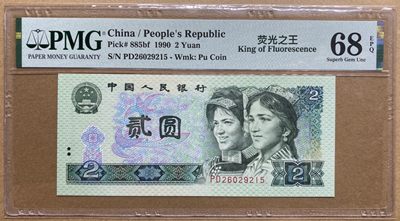 PMG
PAPER MONEY GUARANTY
China / People's Republic
Pick# 885bf 1990 2 Yuan
S/N PD26029215 - Wmk: Pu Coin
荧光之王
King of Fluorescence
68 EPQ
Superb Gem Unc
中国人民银行
贰圆
2
2
2
PD26029215